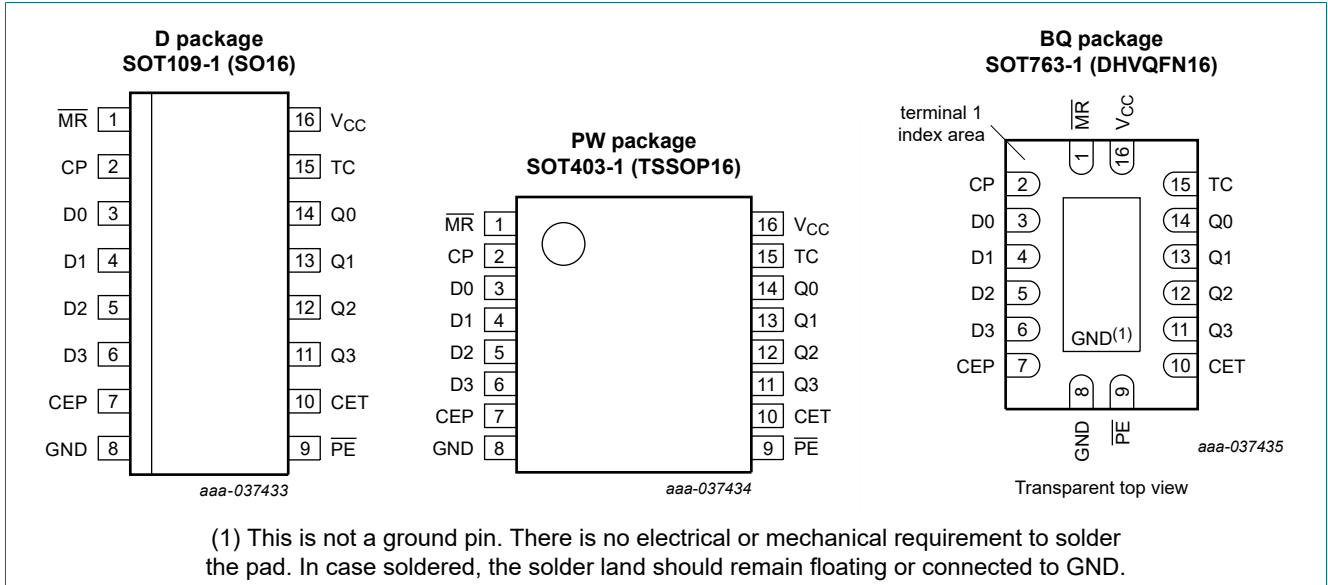 D package
SOT109-1 (SO16)
MR 1
CP 2
D0 3
D1 4
D2 5
D3 6
CEP 7
GND 8
16 VCC
15 TC
14 Q0
13 Q1
12 Q2
11 Q3
10 CET
9 PE
aaa-037433
PW package
SOT403-1 (TSSOP16)
MR 1
CP 2
D0 3
D1 4
D2 5
D3 6
CEP 7
GND 8
16 VCC
15 TC
14 Q0
13 Q1
12 Q2
11 Q3
10 CET
9 PE
aaa-037434
BQ package
SOT763-1 (DHVQFN16)
terminal 1
index area
MR
VCC
1
16
CP 2
D0 3
D1 4
D2 5
D3 6
CEP 7
15 TC
14 Q0
13 Q1
12 Q2
11 Q3
10 CET
GND(1)
8
9
GND
PE
aaa-037435
Transparent top view
(1) This is not a ground pin. There is no electrical or mechanical requirement to solder
the pad. In case soldered, the solder land should remain floating or connected to GND.